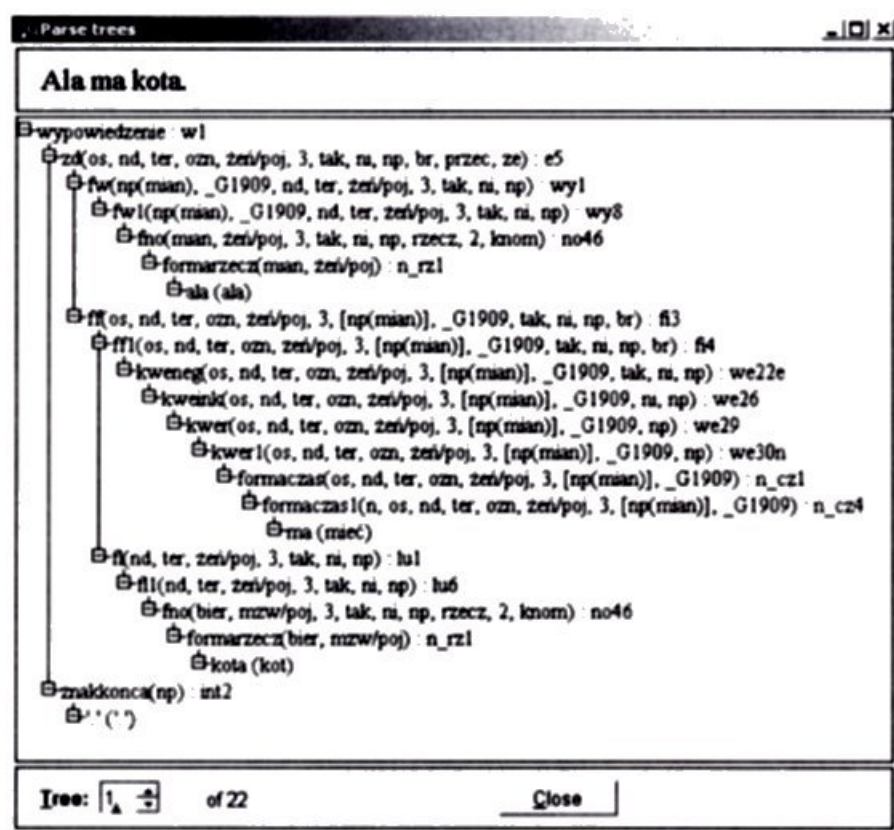 Parse trees
Ala ma kota.
wypowiedzenie : w1
zd(os, nd, ter, ozn, żeń/poj, 3, tak, ni, np, br, przec, ze) : e5
fw(np(mian), _G1909, nd, ter, żeń/poj, 3, tak, ni, np) : wy1
fw1(np(mian), _G1909, nd, ter, żeń/poj, 3, tak, ni, np) : wy8
fno(mian, żeń/poj, 3, tak, ni, np, rzecz, 2, knom) : no46
formarzecz(mian, żeń/poj) : n_rz1
ala (ala)
ff(os, nd, ter, ozn, żeń/poj, 3, [np(mian)], _G1909, tak, ni, np, br) : fi3
ff1(os, nd, ter, ozn, żeń/poj, 3, [np(mian)], _G1909, tak, ni, np, br) : fi4
kweneg(os, nd, ter, ozn, żeń/poj, 3, [np(mian)], _G1909, tak, ni, np) : we22e
kweink(os, nd, ter, ozn, żeń/poj, 3, [np(mian)], _G1909, ni, np) : we26
kwer(os, nd, ter, ozn, żeń/poj, 3, [np(mian)], _G1909, np) : we29
kwer1(os, nd, ter, ozn, żeń/poj, 3, [np(mian)], _G1909, np) : we30n
formaczas(os, nd, ter, ozn, żeń/poj, 3, [np(mian)], _G1909) : n_cz1
formaczas1(n, os, nd, ter, ozn, żeń/poj, 3, [np(mian)], _G1909) : n_cz4
ma (mieć)
fl(nd, ter, żeń/poj, 3, tak, ni, np) : lu1
fl1(nd, ter, żeń/poj, 3, tak, ni, np) : lu6
fno(bier, mzw/poj, 3, tak, ni, np, rzecz, 2, knom) : no46
formarzecz(bier, mzw/poj) : n_rz1
kota (kot)
znakkonca(np) : int2
'.' ('.')
Tree: 1 of 22 Close